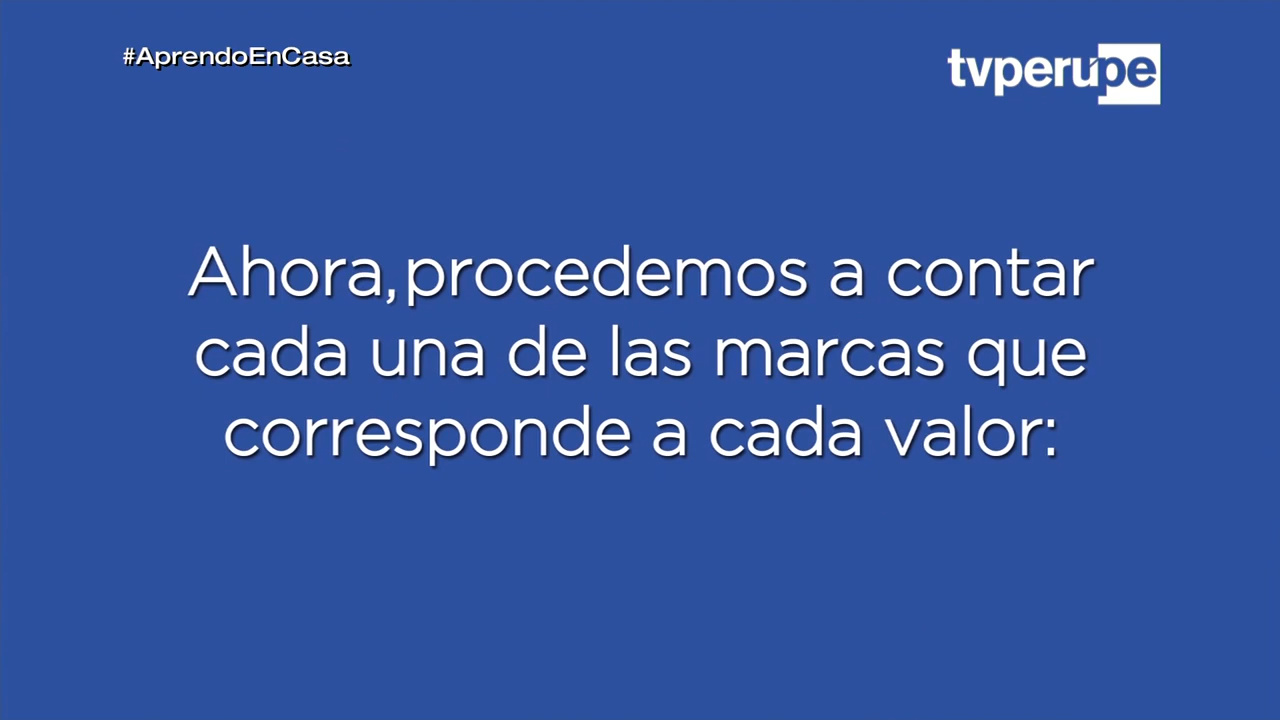 #AprendoEnCasa
tvperupe
Ahora,procedemos a contar
cada una de las marcas que
corresponde a cada valor: